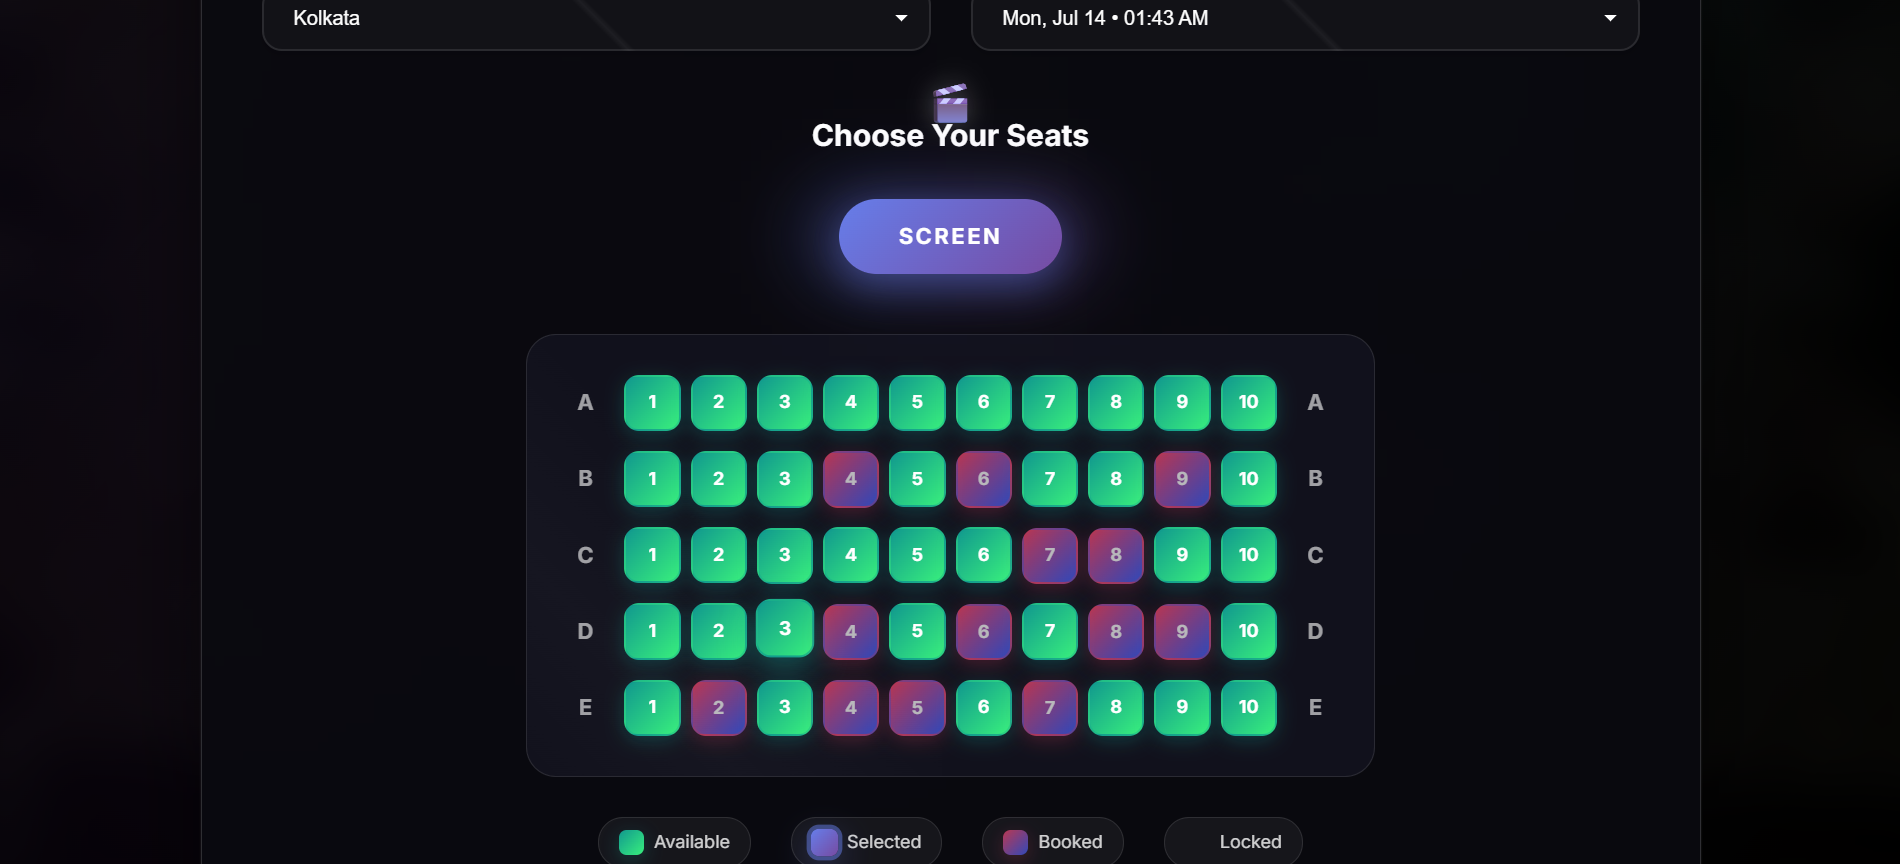 Kolkata
Mon, Jul 14 • 01:43 AM
Choose Your Seats
SCREEN
A 1 2 3 4 5 6 7 8 9 10 A
B 1 2 3 4 5 6 7 8 9 10 B
C 1 2 3 4 5 6 7 8 9 10 C
D 1 2 3 4 5 6 7 8 9 10 D
E 1 2 3 4 5 6 7 8 9 10 E
Available Selected Booked Locked